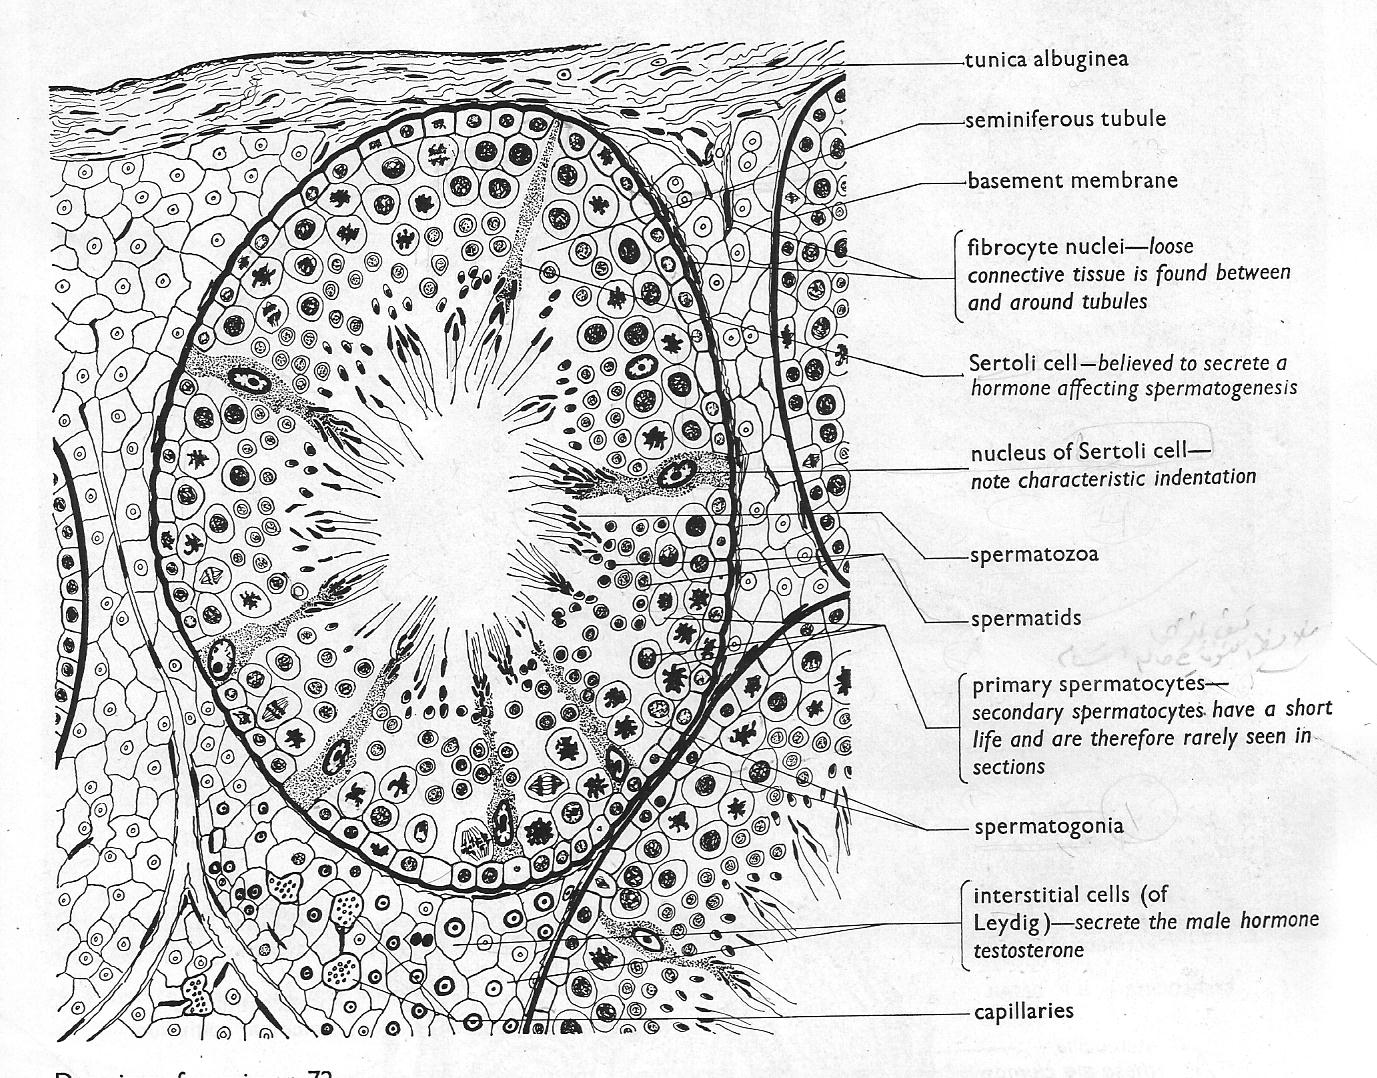 tunica albuginea
seminiferous tubule
basement membrane
fibrocyte nuclei—loose
connective tissue is found between
and around tubules
Sertoli cell—believed to secrete a
hormone affecting spermatogenesis
nucleus of Sertoli cell—
note characteristic indentation
spermatozoa
spermatids
primary spermatocytes—
secondary spermatocytes have a short
life and are therefore rarely seen in
sections
spermatogonia
interstitial cells (of
Leydig)—secrete the male hormone
testosterone
capillaries